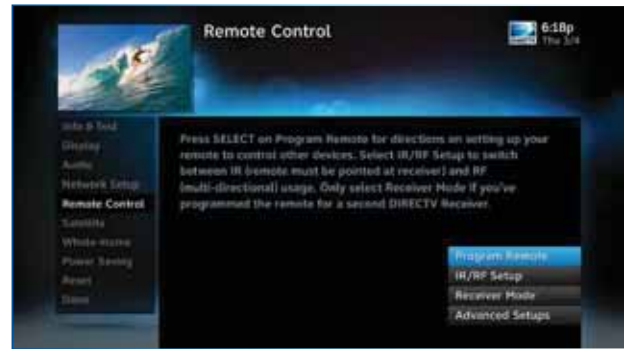 Remote Control
6:18p
Thu 3/4
Info & Test
Display
Audio
Network Setup
Remote Control
Satellite
Whole-Home
Power Saving
Reset
Done
Press SELECT on Program Remote for directions on setting up your
remote to control other devices. Select IR/RF Setup to switch
between IR (remote must be pointed at receiver) and RF
(multi-directional) usage. Only select Receiver Mode if you've
programmed the remote for a second DIRECTV Receiver.
Program Remote
IR/RF Setup
Receiver Mode
Advanced Setups